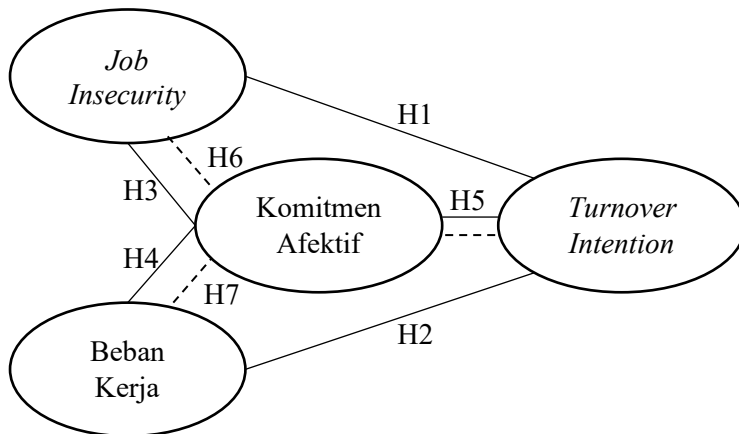 Job
Insecurity
H1
H6
H3
Komitmen
Afektif
H5
Turnover
Intention
H4
H7
H2
Beban
Kerja